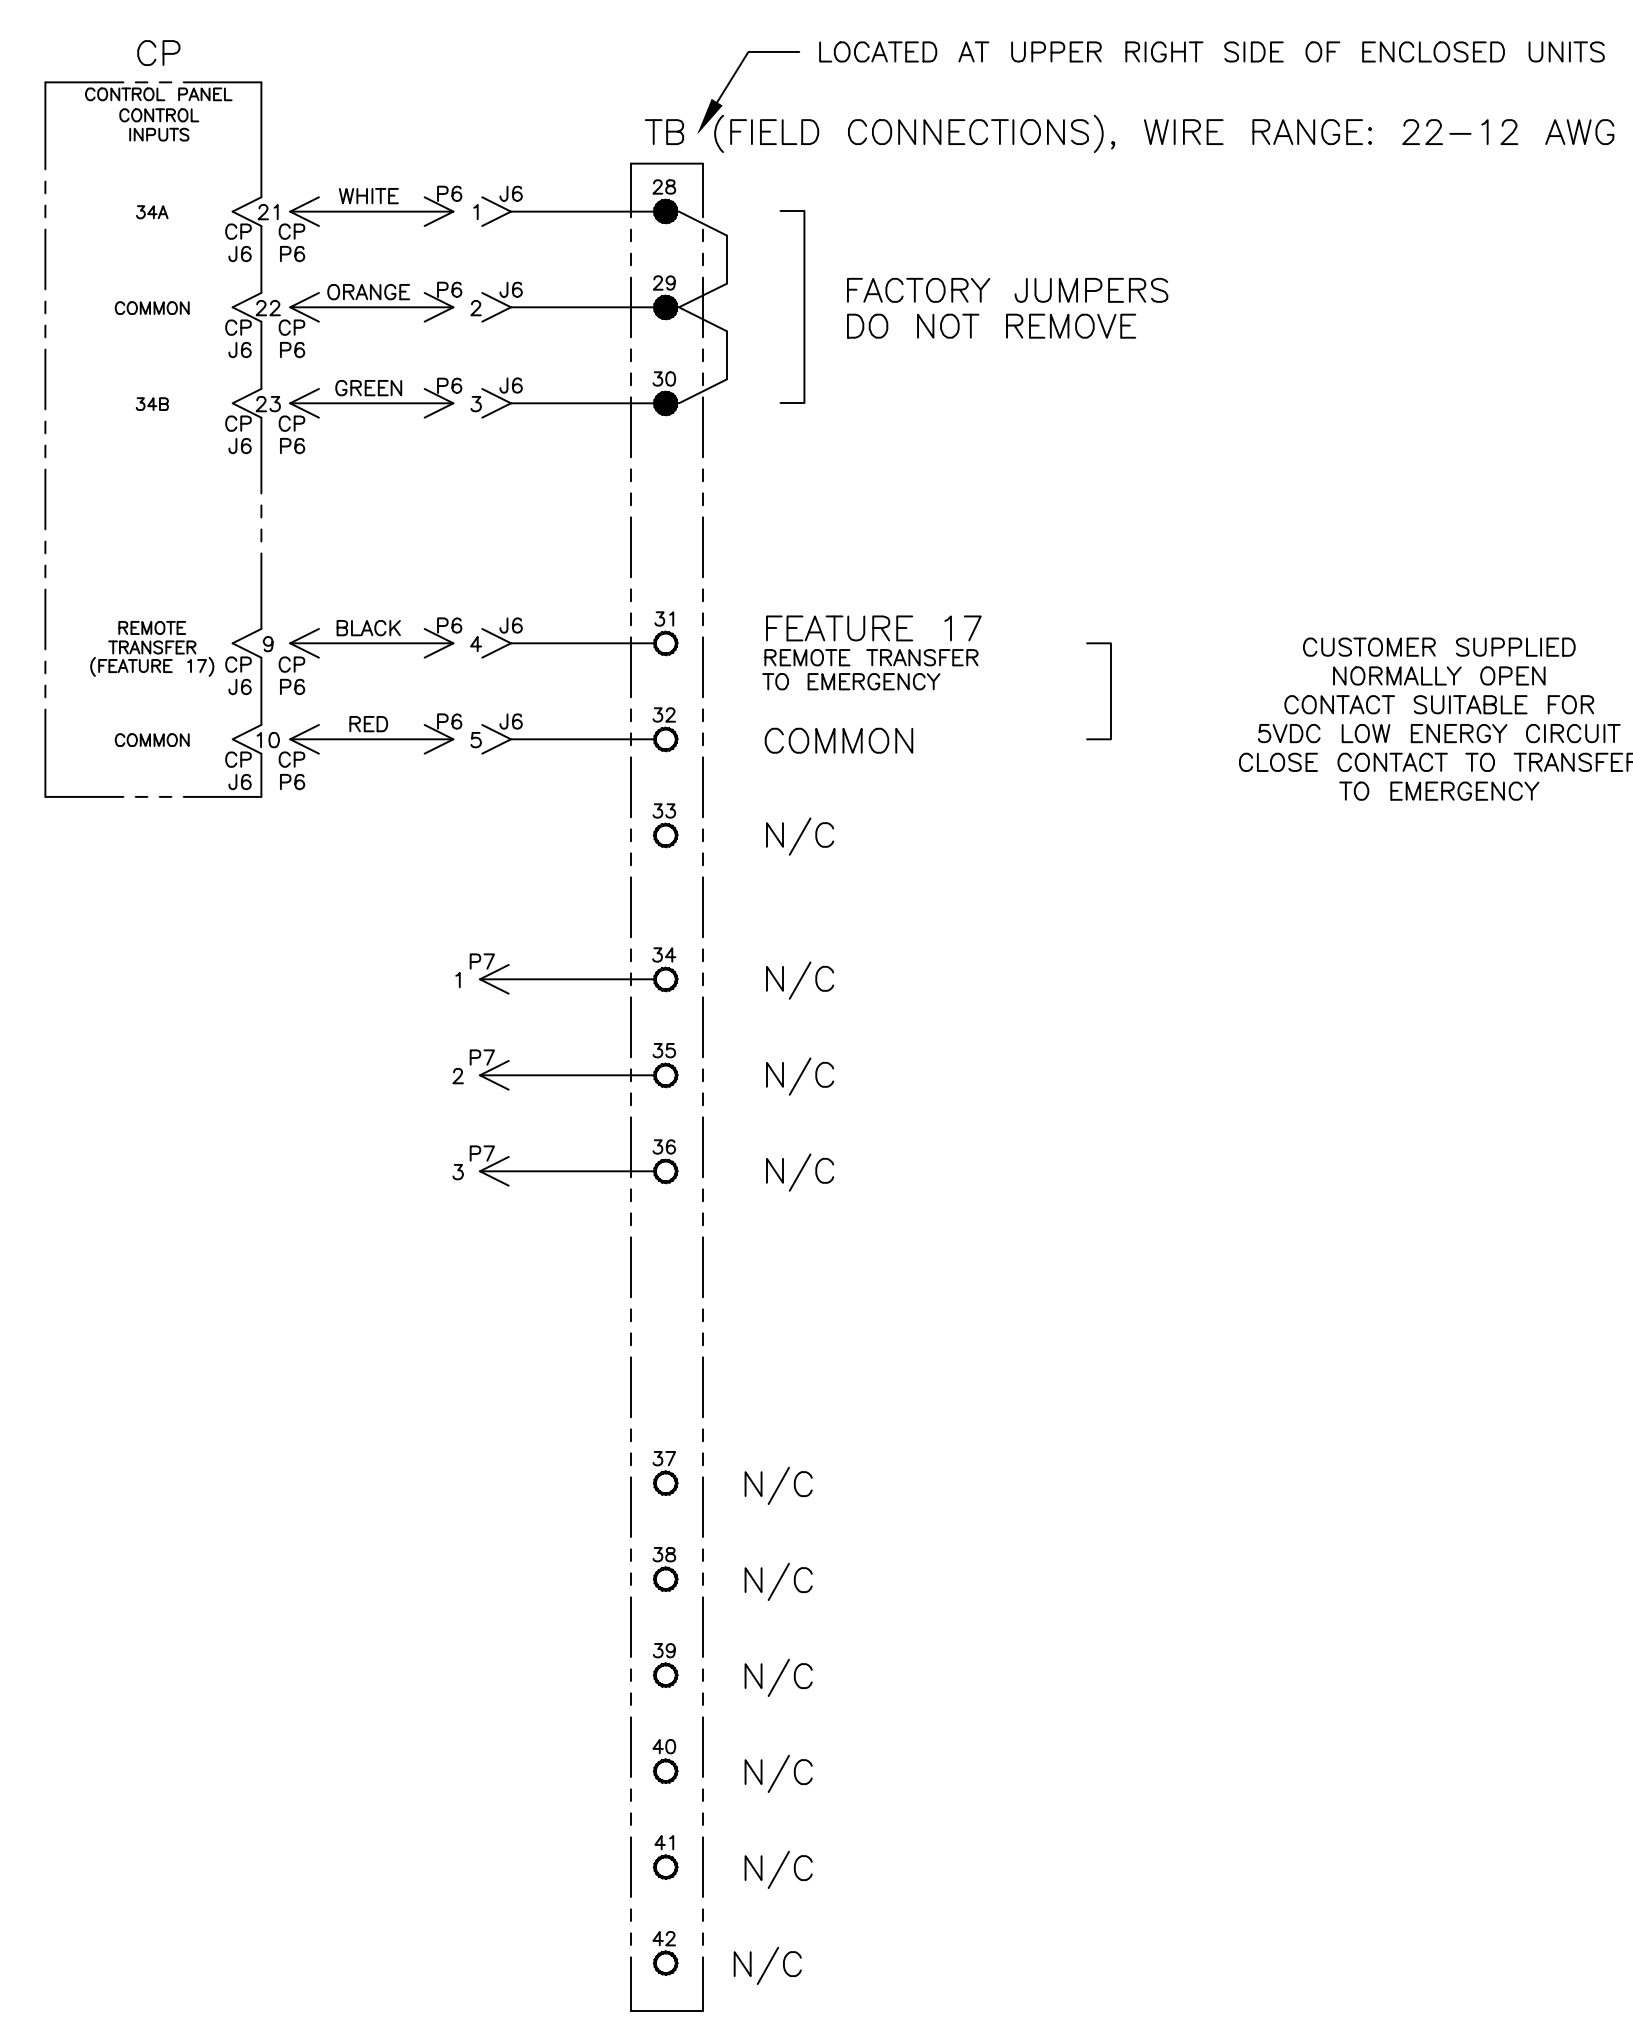 CP
LOCATED AT UPPER RIGHT SIDE OF ENCLOSED UNITS
CONTROL PANEL
CONTROL
INPUTS
TB (FIELD CONNECTIONS), WIRE RANGE: 22-12 AWG
34A
21
CP CP
J6 P6
WHITE
P6
1
J6
28
COMMON
22
CP CP
J6 P6
ORANGE
P6
2
J6
29
FACTORY JUMPERS
DO NOT REMOVE
34B
23
CP CP
J6 P6
GREEN
P6
3
J6
30
REMOTE
TRANSFER
(FEATURE 17)
9
CP CP
J6 P6
BLACK
P6
4
J6
31
FEATURE 17
REMOTE TRANSFER
TO EMERGENCY
COMMON
10
CP CP
J6 P6
RED
P6
5
J6
32
COMMON
CUSTOMER SUPPLIED
NORMALLY OPEN
CONTACT SUITABLE FOR
5VDC LOW ENERGY CIRCUIT
CLOSE CONTACT TO TRANSFER
TO EMERGENCY
33
N/C
1
P7
34
N/C
2
P7
35
N/C
3
P7
36
N/C
37
N/C
38
N/C
39
N/C
40
N/C
41
N/C
42
N/C